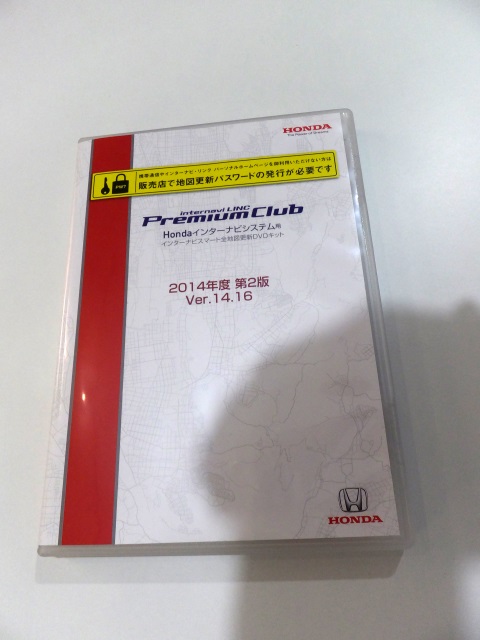 HONDA
The Power of Dreams
PMT
携帯通信やインターナビ・リンク パーソナルホームページを御利用いただけない方は
販売店で地図更新パスワードの発行が必要です
internavi LINC
Premium Club
Hondaインターナビシステム用
インターナビスマート全地図更新DVDキット
2014年度 第2版
Ver.14.16
HONDA